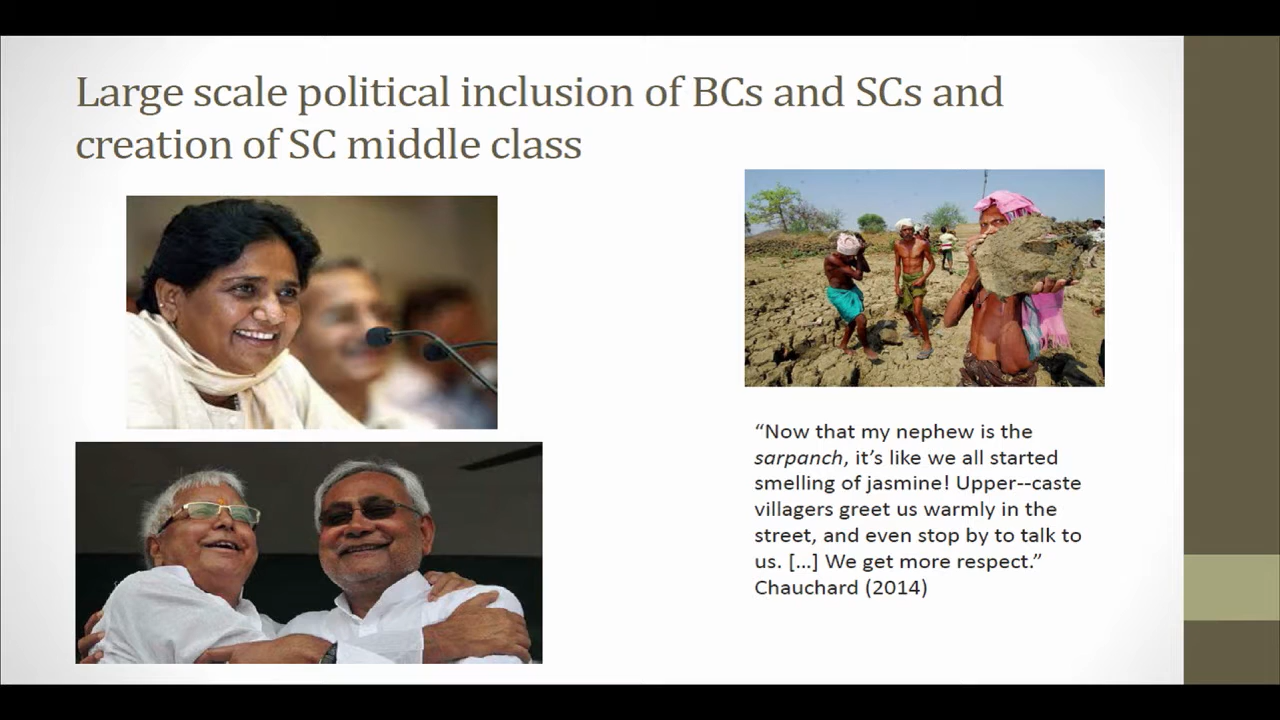 Large scale political inclusion of BCs and SCs and
creation of SC middle class
“Now that my nephew is the
sarpanch, it’s like we all started
smelling of jasmine! Upper--caste
villagers greet us warmly in the
street, and even stop by to talk to
us. […] We get more respect.”
Chauchard (2014)